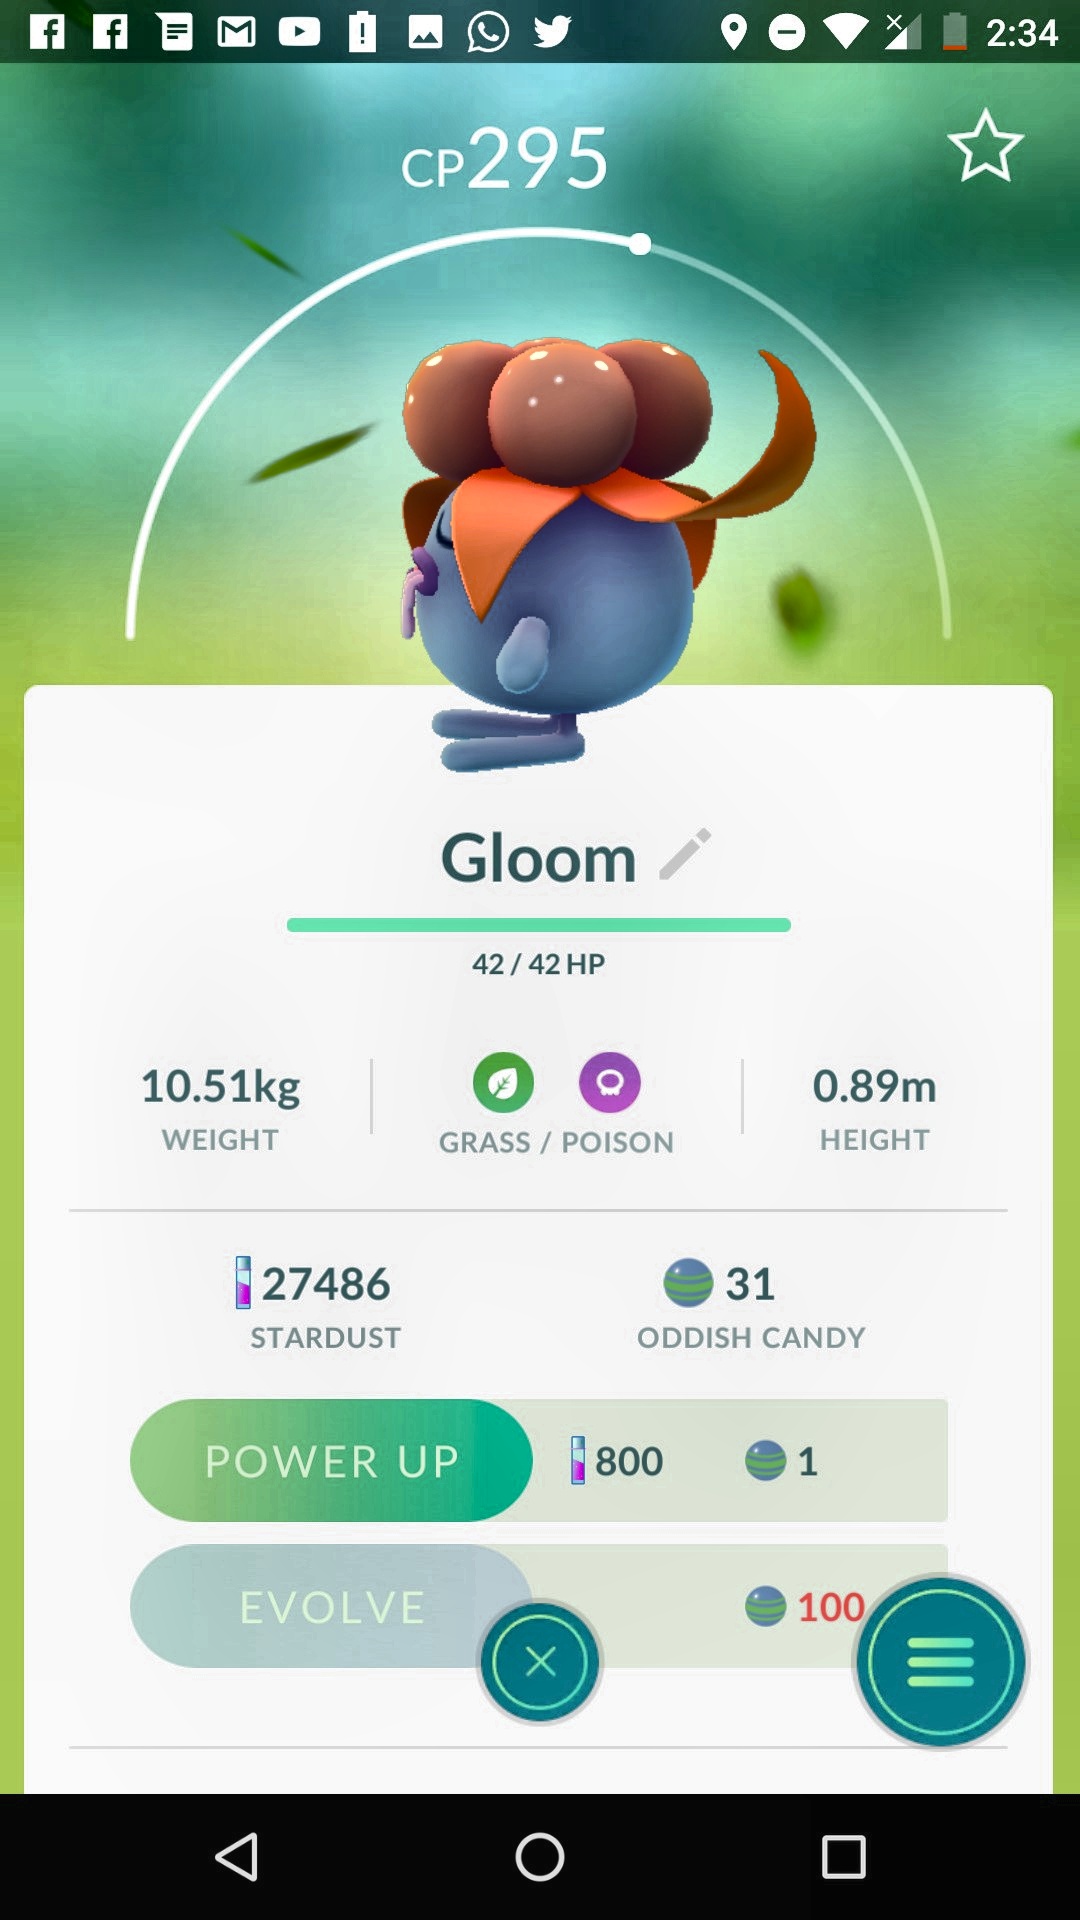 2:34
CP295
Gloom
42 / 42 HP
10.51kg
WEIGHT
GRASS / POISON
0.89m
HEIGHT
27486
STARDUST
31
ODDISH CANDY
POWER UP 800 1
EVOLVE 100